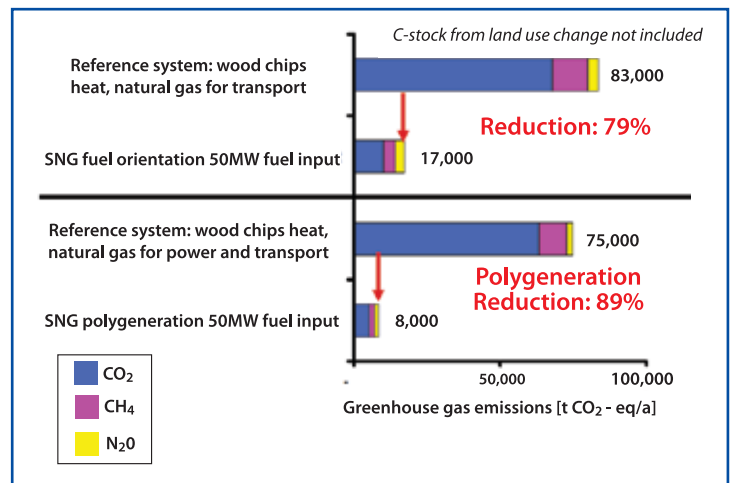 C-stock from land use change not included
Reference system: wood chips
heat, natural gas for transport
83,000
Reduction: 79%
SNG fuel orientation 50MW fuel input
17,000
Reference system: wood chips heat,
natural gas for power and transport
75,000
Polygeneration
Reduction: 89%
SNG polygeneration 50MW fuel input
8,000
-
50,000
100,000
Greenhouse gas emissions [t CO₂ - eq/a]
CO₂
CH₄
N₂0